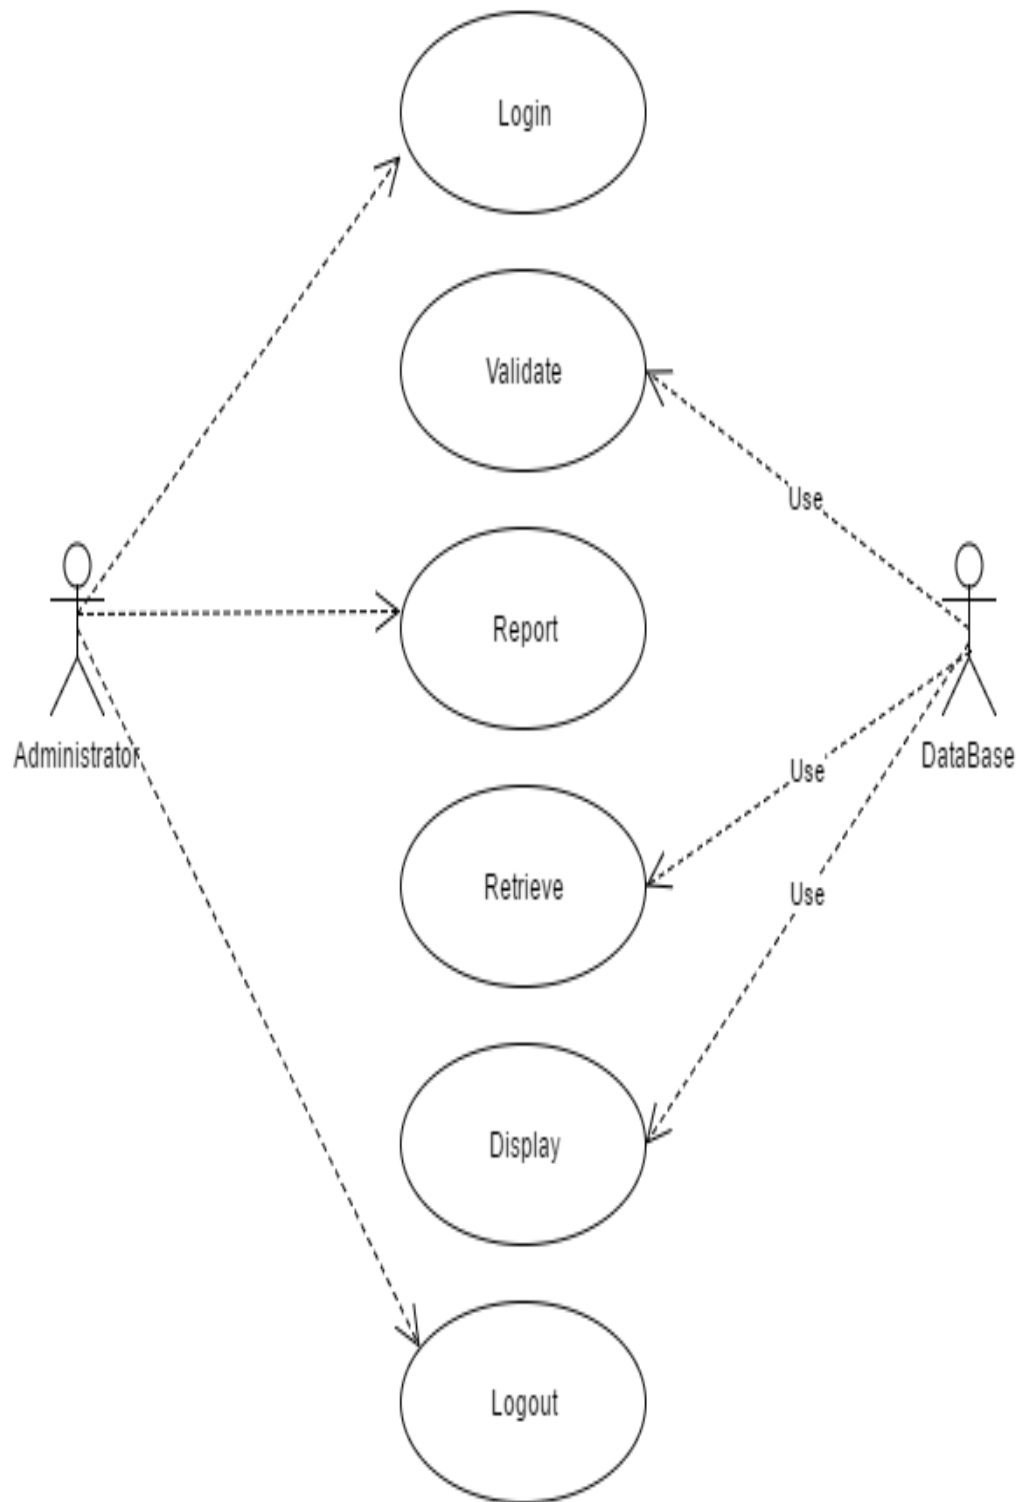 Login
Validate
Use
Report
Administrator
DataBase
Use
Retrieve
Use
Display
Logout